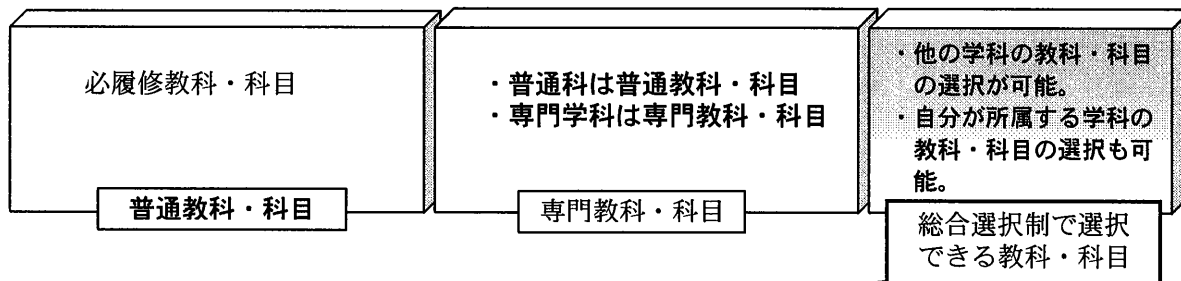 必履修教科・科目
普通教科・科目
・普通科は普通教科・科目
・専門学科は専門教科・科目
専門教科・科目
・他の学科の教科・科目
の選択が可能。
・自分が所属する学科の
教科・科目の選択も可
能。
総合選択制で選択
できる教科・科目